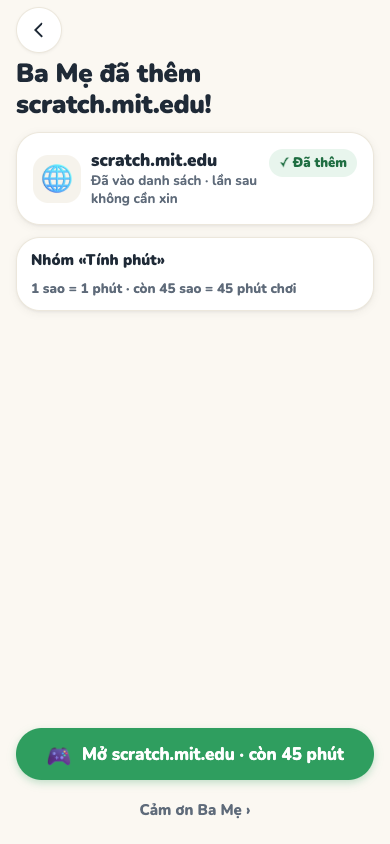 Ba Mẹ đã thêm
scratch.mit.edu!
scratch.mit.edu
✓ Đã thêm
Đã vào danh sách · lần sau
không cần xin
Nhóm «Tính phút»
1 sao = 1 phút · còn 45 sao = 45 phút chơi
Mở scratch.mit.edu · còn 45 phút
Cảm ơn Ba Mẹ ›